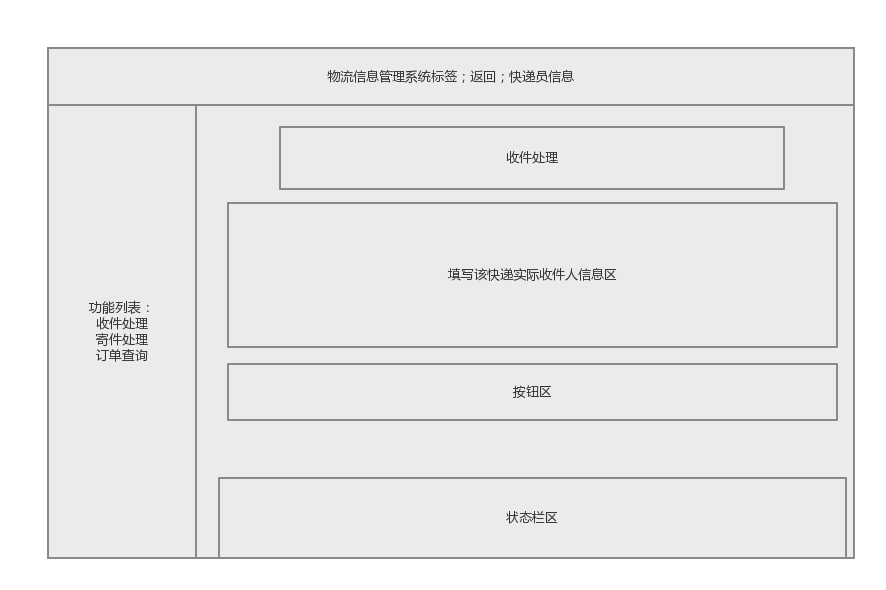 物流信息管理系统标签；返回；快递员信息
功能列表：
收件处理
寄件处理
订单查询
收件处理
填写该快递实际收件人信息区
按钮区
状态栏区